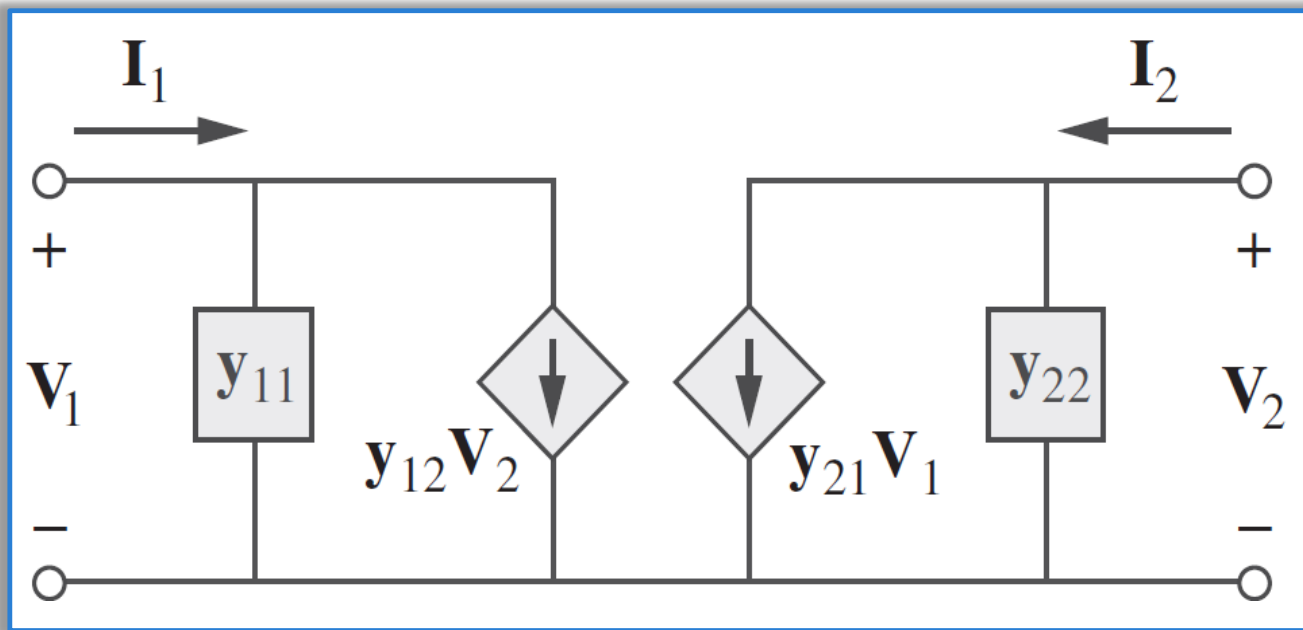 I₁ I₂
+ +
V₁ y₁₁ y₂₂ V₂
y₁₂V₂ y₂₁V₁
− −